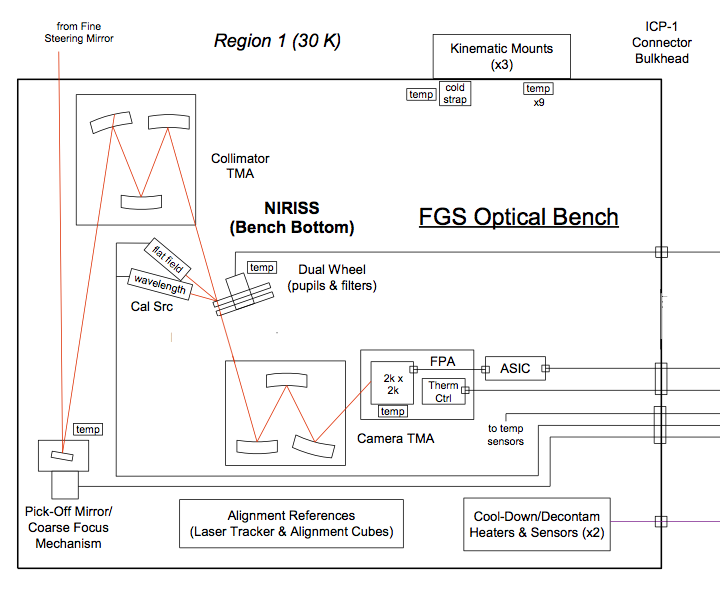 from Fine
Steering Mirror
Region 1 (30 K)
ICP-1
Connector
Bulkhead
Kinematic Mounts
(x3)
temp
cold
strap
temp
x9
Collimator
TMA
NIRISS
(Bench Bottom)
FGS Optical Bench
flat field
wavelength
Cal Src
temp
Dual Wheel
(pupils & filters)
FPA
ASIC
2k x
2k
Therm
Ctrl
temp
Camera TMA
to temp
sensors
temp
Pick-Off Mirror/
Coarse Focus
Mechanism
Alignment References
(Laser Tracker & Alignment Cubes)
Cool-Down/Decontam
Heaters & Sensors (x2)